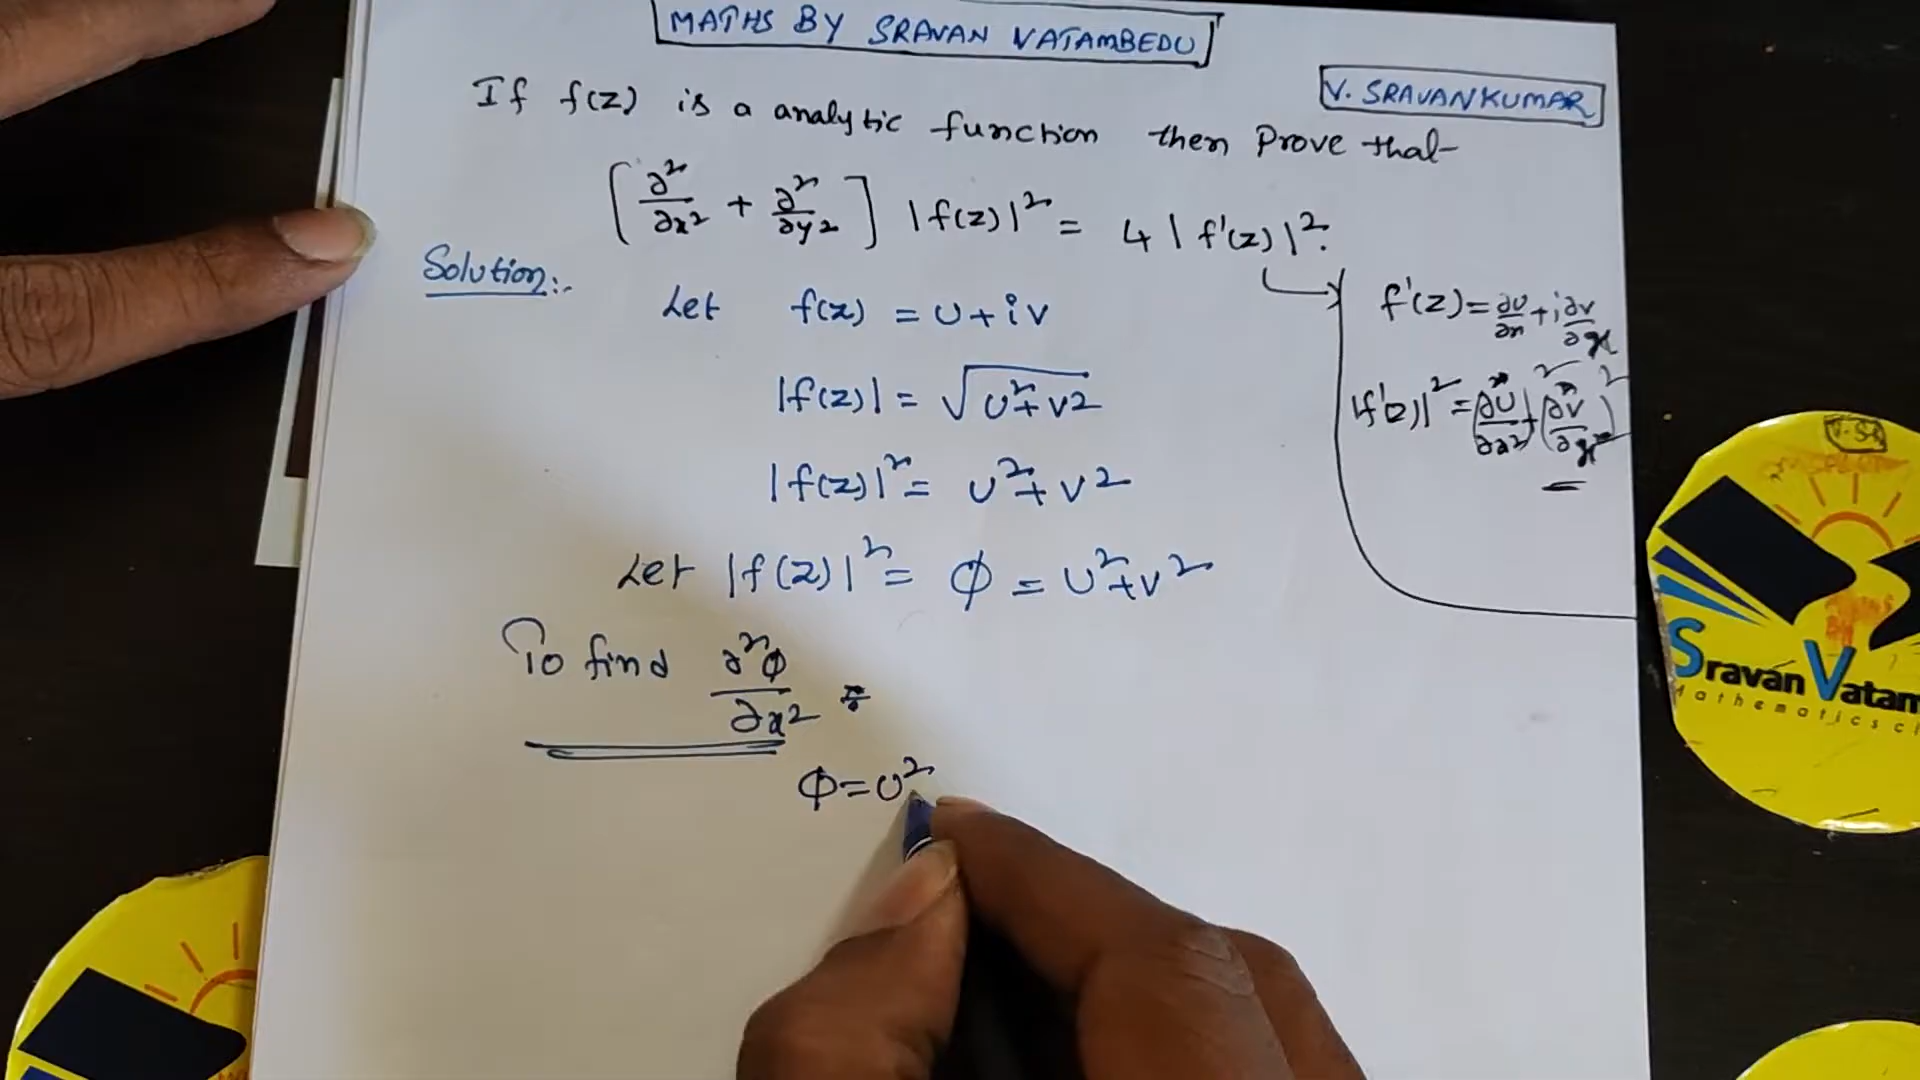 MATHS BY SRAVAN VATAMBEDU
V. SRAVANKUMAR
If f(z) is a analytic function then Prove that
[∂²/∂x² + ∂²/∂y²] |f(z)|² = 4 | f'(z) |².
Solution:-
Let f(z) = u + iv
|f(z)| = √u²+v²
|f(z)|² = u²+v²
Let |f(z)|² = φ = u²+v²
To find ∂²φ/∂x² =
φ=u²
f'(z) = ∂u/∂x + i∂v/∂x
|f'(z)|² = (∂u/∂x)² + (∂v/∂x)²
Sravan Vatam
Mathematics c